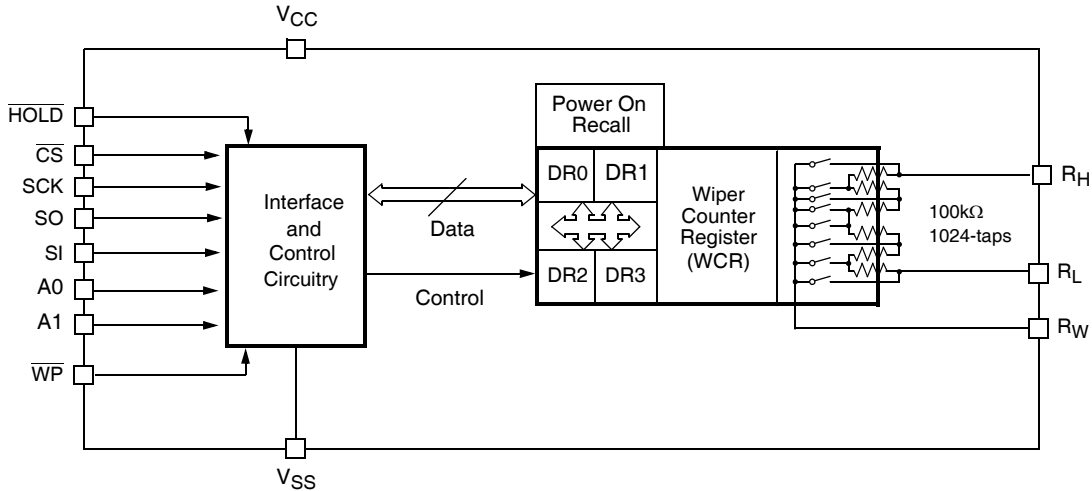 VCC
HOLD
CS
SCK
SO
SI
A0
A1
WP
Interface
and
Control
Circuitry
Data
Control
Power On
Recall
DR0
DR1
DR2
DR3
Wiper
Counter
Register
(WCR)
100kΩ
1024-taps
RH
RL
RW
VSS